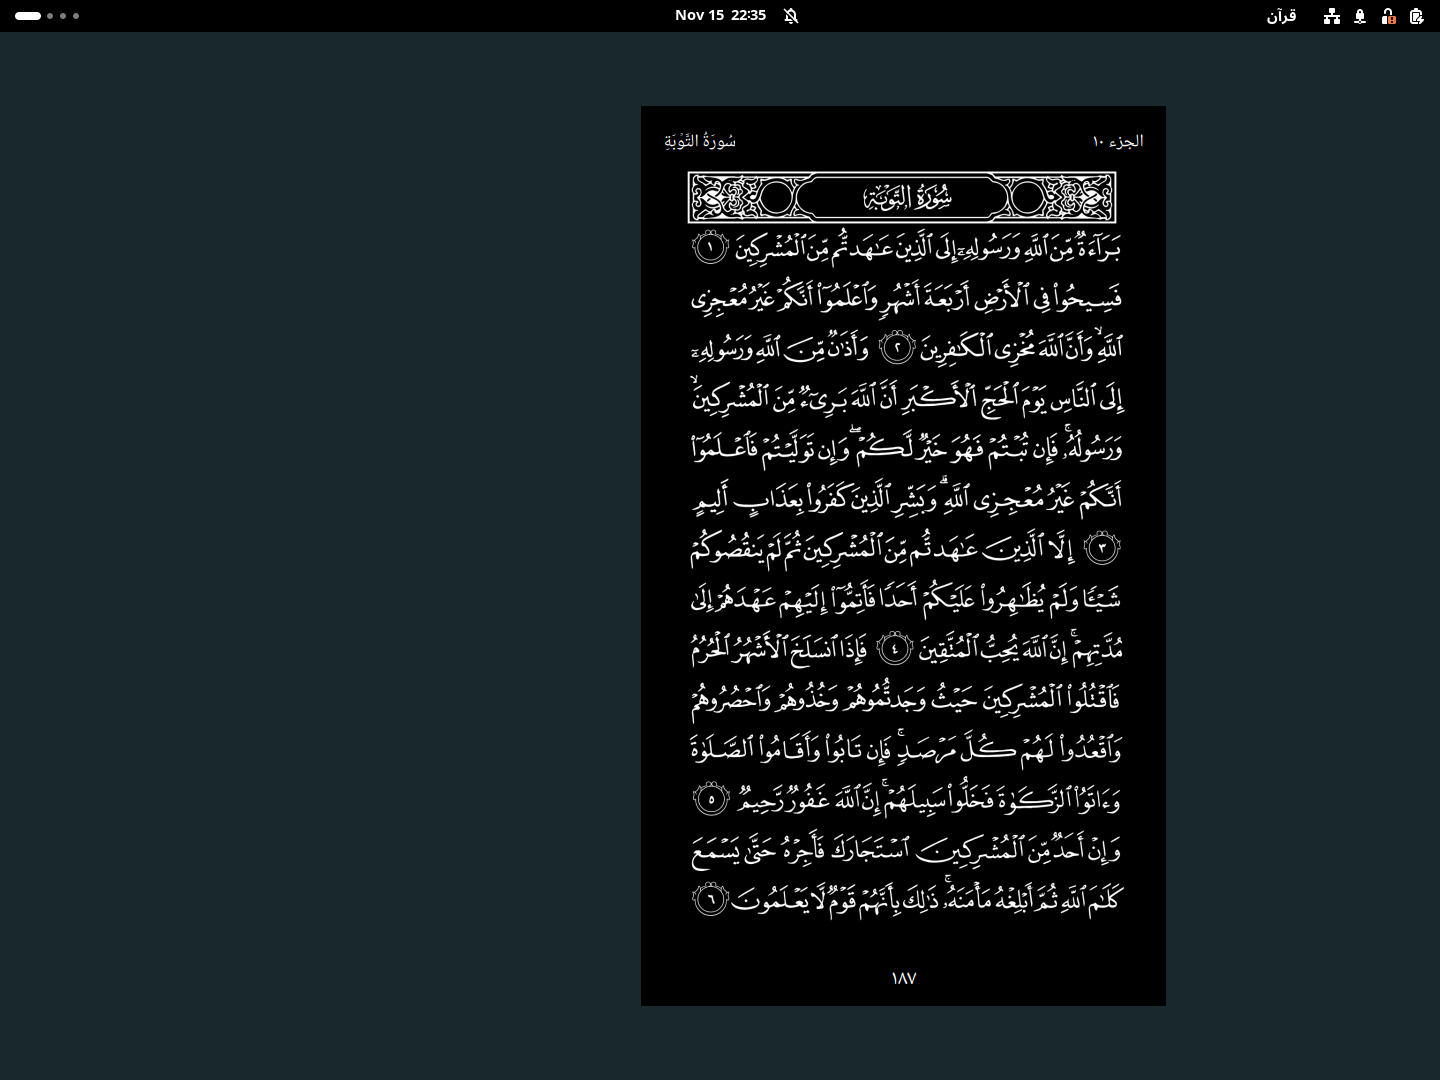 Nov 15 22:35
قرآن
الجزء ١٠
سُورَةُ التَّوۡبَةِ
سُورَةُ التَّوۡبَةِ
بَرَآءَةٞ مِّنَ ٱللَّهِ وَرَسُولِهِۦٓ إِلَى ٱلَّذِينَ عَٰهَدتُّم مِّنَ ٱلۡمُشۡرِكِينَ ١
فَسِيحُواْ فِي ٱلۡأَرۡضِ أَرۡبَعَةَ أَشۡهُرٖ وَٱعۡلَمُوٓاْ أَنَّكُمۡ غَيۡرُ مُعۡجِزِي
ٱللَّهِ وَأَنَّ ٱللَّهَ مُخۡزِي ٱلۡكَٰفِرِينَ ٢ وَأَذَٰنٞ مِّنَ ٱللَّهِ وَرَسُولِهِۦٓ
إِلَى ٱلنَّاسِ يَوۡمَ ٱلۡحَجِّ ٱلۡأَكۡبَرِ أَنَّ ٱللَّهَ بَرِيٓءٞ مِّنَ ٱلۡمُشۡرِكِينَ
وَرَسُولُهُۥۚ فَإِن تُبۡتُمۡ فَهُوَ خَيۡرٞ لَّكُمۡۖ وَإِن تَوَلَّيۡتُمۡ فَٱعۡلَمُوٓاْ
أَنَّكُمۡ غَيۡرُ مُعۡجِزِي ٱللَّهِۗ وَبَشِّرِ ٱلَّذِينَ كَفَرُواْ بِعَذَابٍ أَلِيمٍ
٣ إِلَّا ٱلَّذِينَ عَٰهَدتُّم مِّنَ ٱلۡمُشۡرِكِينَ ثُمَّ لَمۡ يَنقُصُوكُمۡ
شَيۡـٔٗا وَلَمۡ يُظَٰهِرُواْ عَلَيۡكُمۡ أَحَدٗا فَأَتِمُّوٓاْ إِلَيۡهِمۡ عَهۡدَهُمۡ إِلَىٰ
مُدَّتِهِمۡۚ إِنَّ ٱللَّهَ يُحِبُّ ٱلۡمُتَّقِينَ ٤ فَإِذَا ٱنسَلَخَ ٱلۡأَشۡهُرُ ٱلۡحُرُمُ
فَٱقۡتُلُواْ ٱلۡمُشۡرِكِينَ حَيۡثُ وَجَدتُّمُوهُمۡ وَخُذُوهُمۡ وَٱحۡصُرُوهُمۡ
وَٱقۡعُدُواْ لَهُمۡ كُلَّ مَرۡصَدٖۚ فَإِن تَابُواْ وَأَقَامُواْ ٱلصَّلَوٰةَ
وَءَاتَوُاْ ٱلزَّكَوٰةَ فَخَلُّواْ سَبِيلَهُمۡۚ إِنَّ ٱللَّهَ غَفُورٞ رَّحِيمٞ ٥
وَإِنۡ أَحَدٞ مِّنَ ٱلۡمُشۡرِكِينَ ٱسۡتَجَارَكَ فَأَجِرۡهُ حَتَّىٰ يَسۡمَعَ
كَلَٰمَ ٱللَّهِ ثُمَّ أَبۡلِغۡهُ مَأۡمَنَهُۥۚ ذَٰلِكَ بِأَنَّهُمۡ قَوۡمٞ لَّا يَعۡلَمُونَ ٦
١٨٧